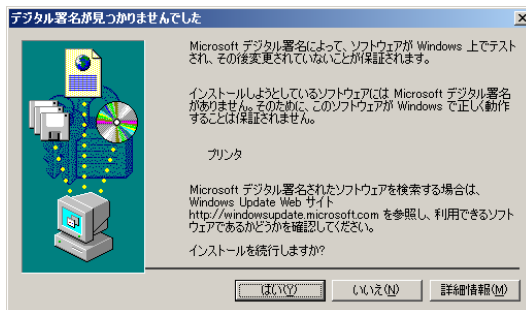 デジタル署名が見つかりませんでした
Microsoft デジタル署名によって、ソフトウェアが Windows 上でテスト
され、その後変更されていないことが保証されます。
インストールしようとしているソフトウェアには Microsoft デジタル署名
がありません。そのために、このソフトウェアが Windows で正しく動作
することは保証されません。
プリンタ
Microsoft デジタル署名されたソフトウェアを検索する場合は、
Windows Update Web サイト
http://windowsupdate.microsoft.com を参照し、利用できるソフト
ウェアであるかどうかを確認してください。
インストールを続行しますか?
はい(Y)
いいえ(N)
詳細情報(M)